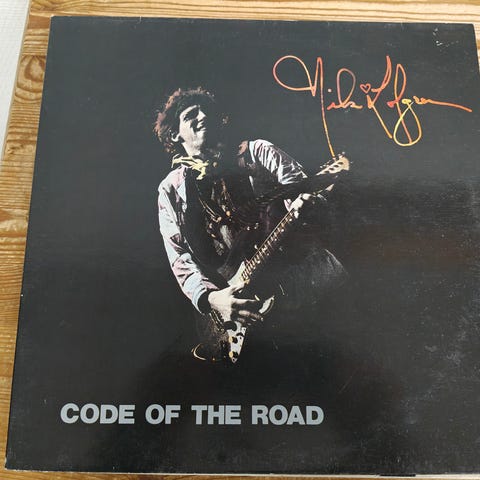 Nils Lofgren
CODE OF THE ROAD